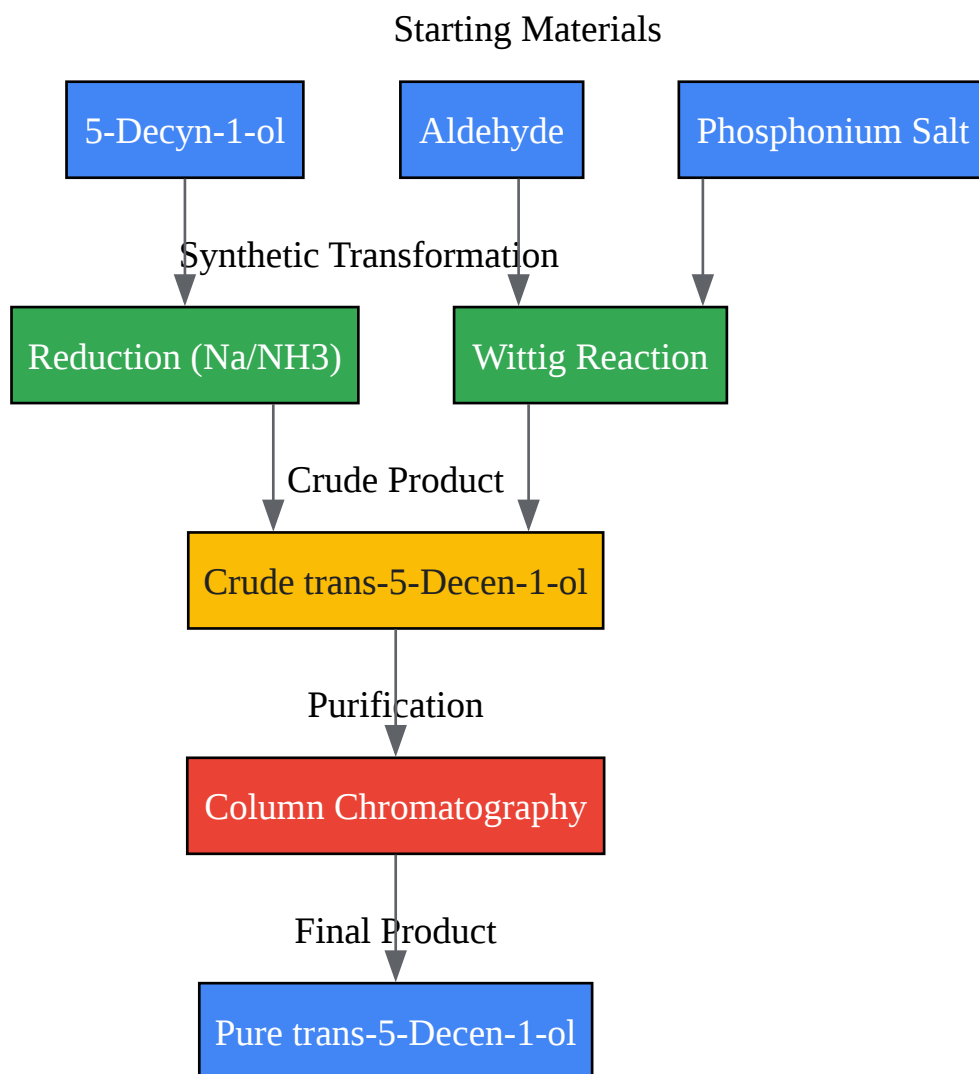 Starting Materials
5-Decyn-1-ol
Aldehyde
Phosphonium Salt
Synthetic Transformation
Reduction (Na/NH3)
Wittig Reaction
Crude Product
Crude trans-5-Decen-1-ol
Purification
Column Chromatography
Final Product
Pure trans-5-Decen-1-ol